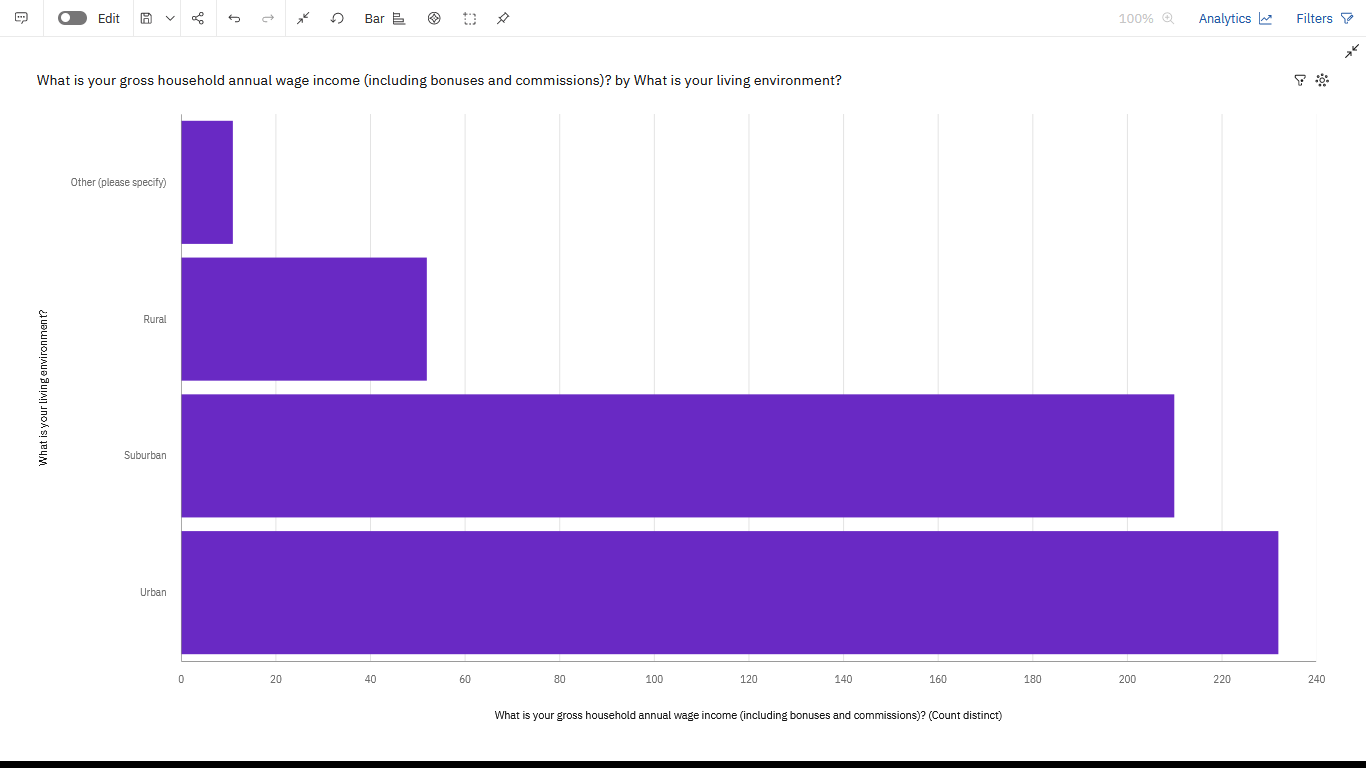 Edit
Bar
100%
Analytics
Filters
What is your gross household annual wage income (including bonuses and commissions)? by What is your living environment?
What is your living environment?
Other (please specify)
Rural
Suburban
Urban
0 20 40 60 80 100 120 140 160 180 200 220 240
What is your gross household annual wage income (including bonuses and commissions)? (Count distinct)